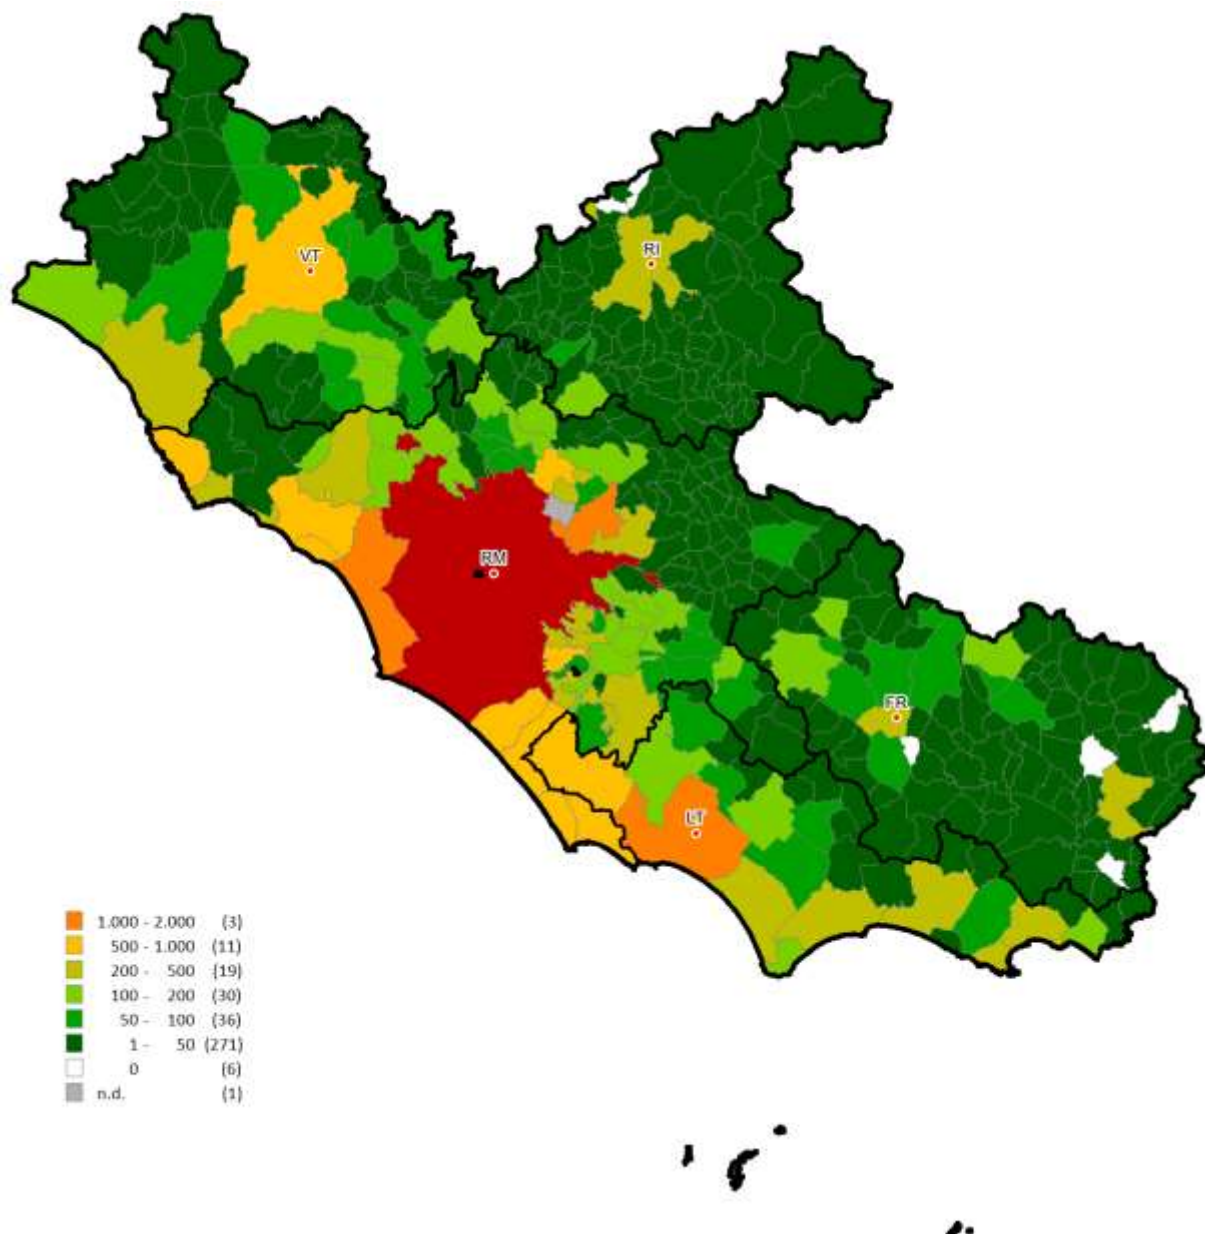 VT
RI
RM
FR
LT
1.000 - 2.000 (3)
500 - 1.000 (11)
200 - 500 (19)
100 - 200 (30)
50 - 100 (36)
1 - 50 (271)
0 (6)
n.d. (1)